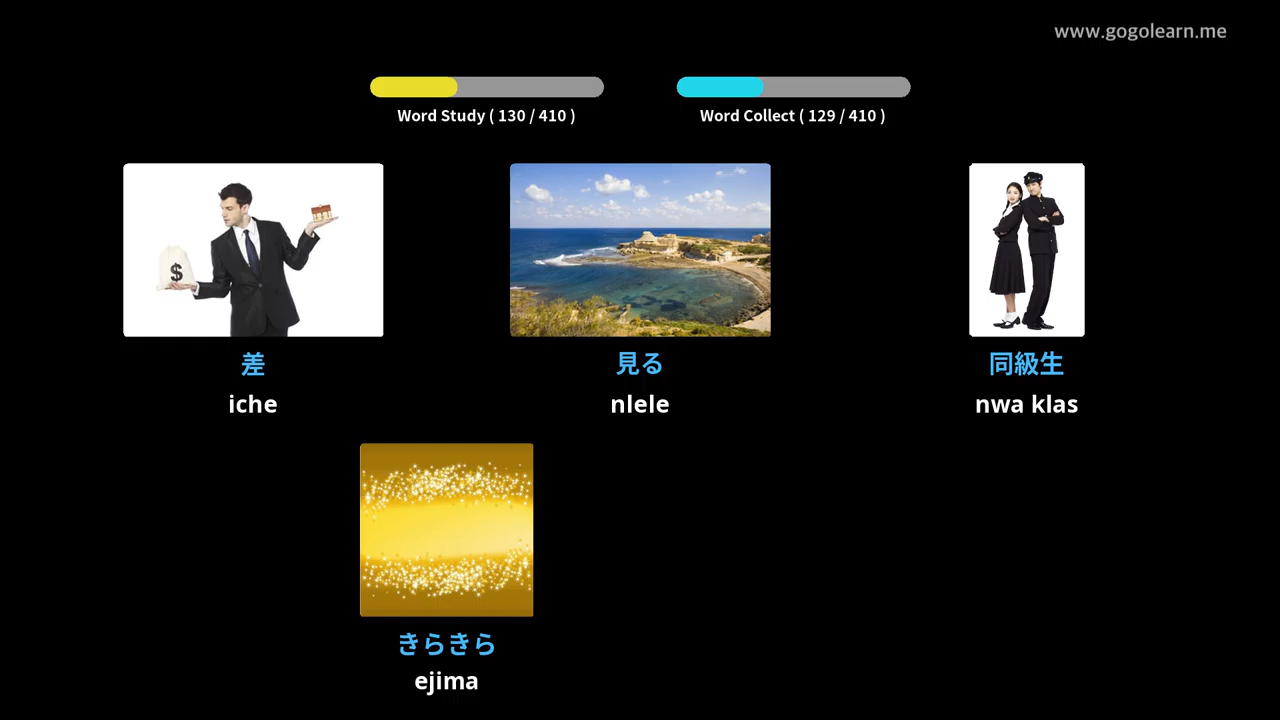 www.gogolearn.me
Word Study ( 130 / 410 )
Word Collect ( 129 / 410 )
差
iche
見る
nlele
同級生
nwa klas
きらきら
ejima
$